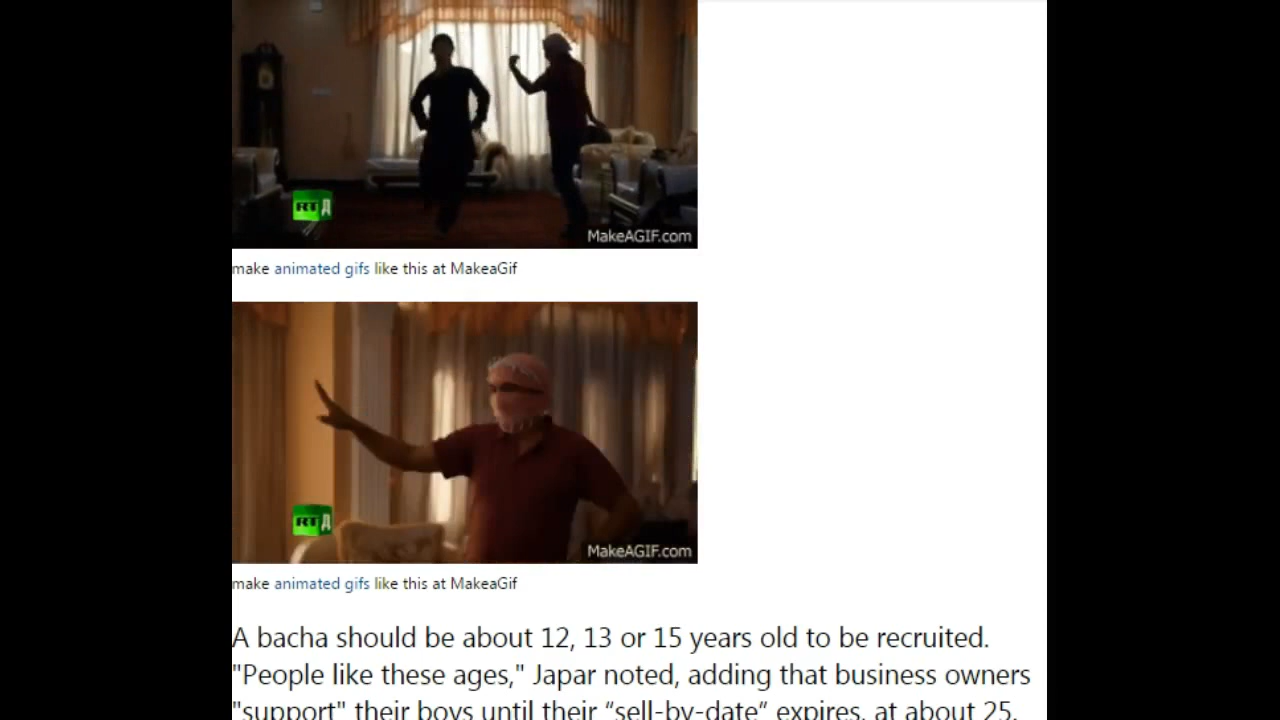 RT Д
MakeAGIF.com
make animated gifs like this at MakeaGif
RT Д
MakeAGIF.com
make animated gifs like this at MakeaGif
A bacha should be about 12, 13 or 15 years old to be recruited.
"People like these ages," Japar noted, adding that business owners
"support" their boys until their “sell-by-date” expires, at about 25.